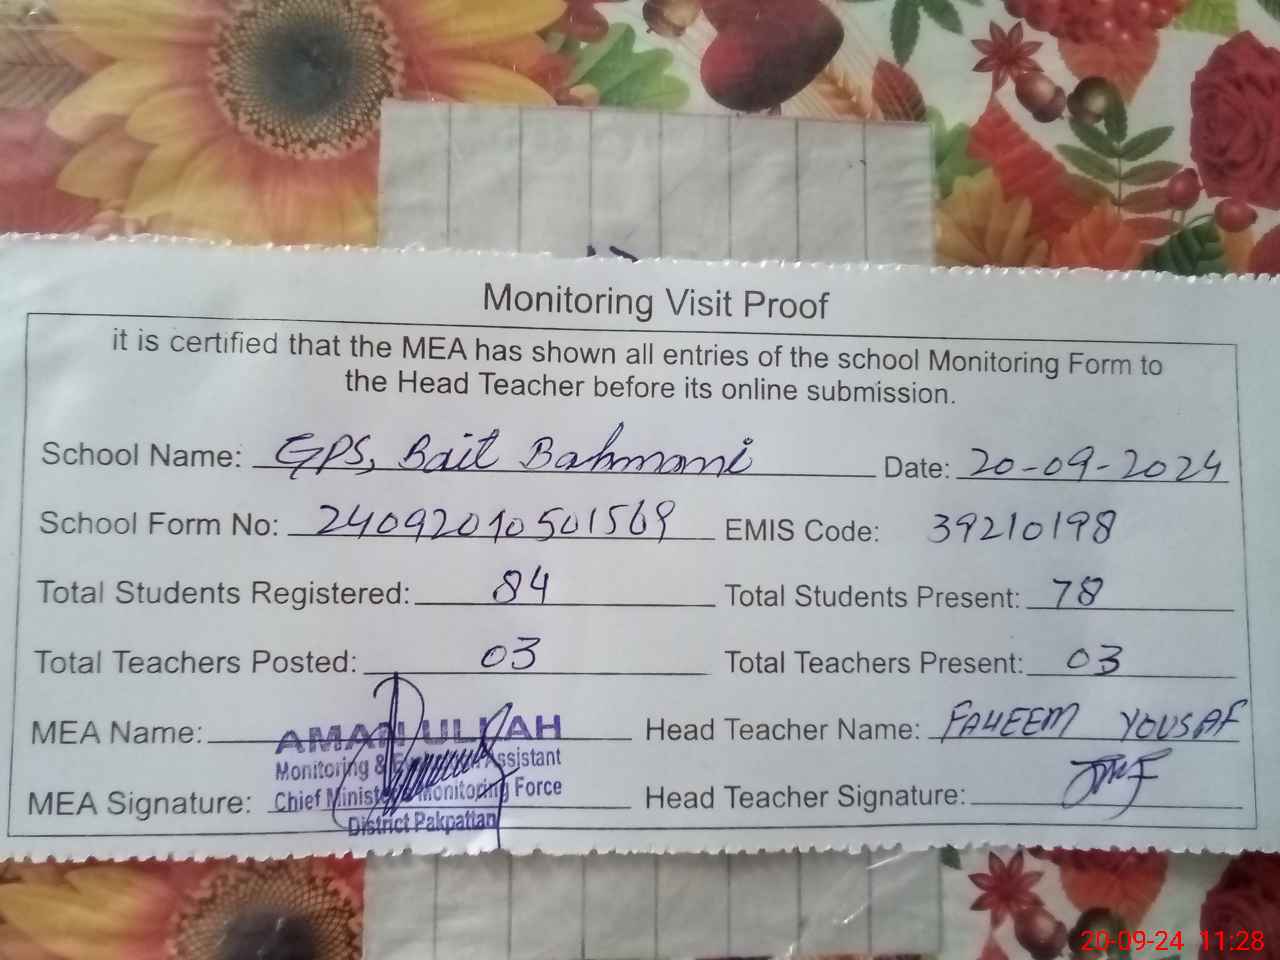 Monitoring Visit Proof
it is certified that the MEA has shown all entries of the school Monitoring Form to
the Head Teacher before its online submission.
School Name: GPS, Bait Bahmani Date: 20-09-2024
School Form No: 24092010501569 EMIS Code: 39210198
Total Students Registered: 84 Total Students Present: 78
Total Teachers Posted: 03 Total Teachers Present: 03
MEA Name: AMAN ULLAH Head Teacher Name: FAHEEM YOUSAF
Monitoring & Assistant
MEA Signature: Chief Minister's Monitoring Force Head Teacher Signature:
District Pakpattan
20-09-24 11:28